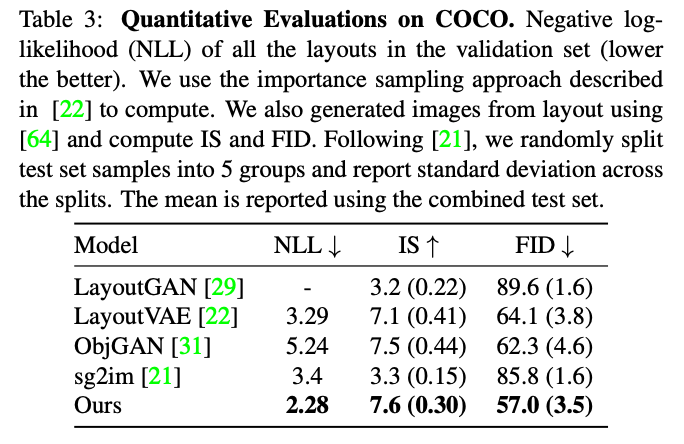 Table 3: Quantitative Evaluations on COCO. Negative log-
likelihood (NLL) of all the layouts in the validation set (lower
the better). We use the importance sampling approach described
in [22] to compute. We also generated images from layout using
[64] and compute IS and FID. Following [21], we randomly split
test set samples into 5 groups and report standard deviation across
the splits. The mean is reported using the combined test set.
Model NLL ↓ IS ↑ FID ↓
LayoutGAN [29] - 3.2 (0.22) 89.6 (1.6)
LayoutVAE [22] 3.29 7.1 (0.41) 64.1 (3.8)
ObjGAN [31] 5.24 7.5 (0.44) 62.3 (4.6)
sg2im [21] 3.4 3.3 (0.15) 85.8 (1.6)
Ours 2.28 7.6 (0.30) 57.0 (3.5)